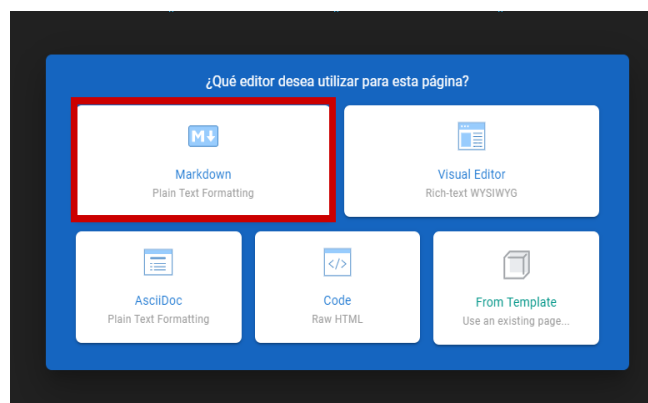 ¿Qué editor desea utilizar para esta página?
M
Markdown
Plain Text Formatting
Visual Editor
Rich-text WYSIWYG
</>
AsciiDoc
Plain Text Formatting
Code
Raw HTML
From Template
Use an existing page...